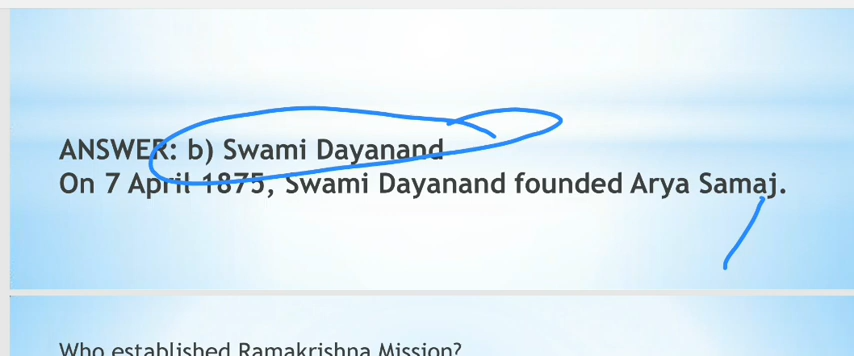 ANSWER: b) Swami Dayanand
On 7 April 1875, Swami Dayanand founded Arya Samaj.
Who established Ramakrishna Mission?